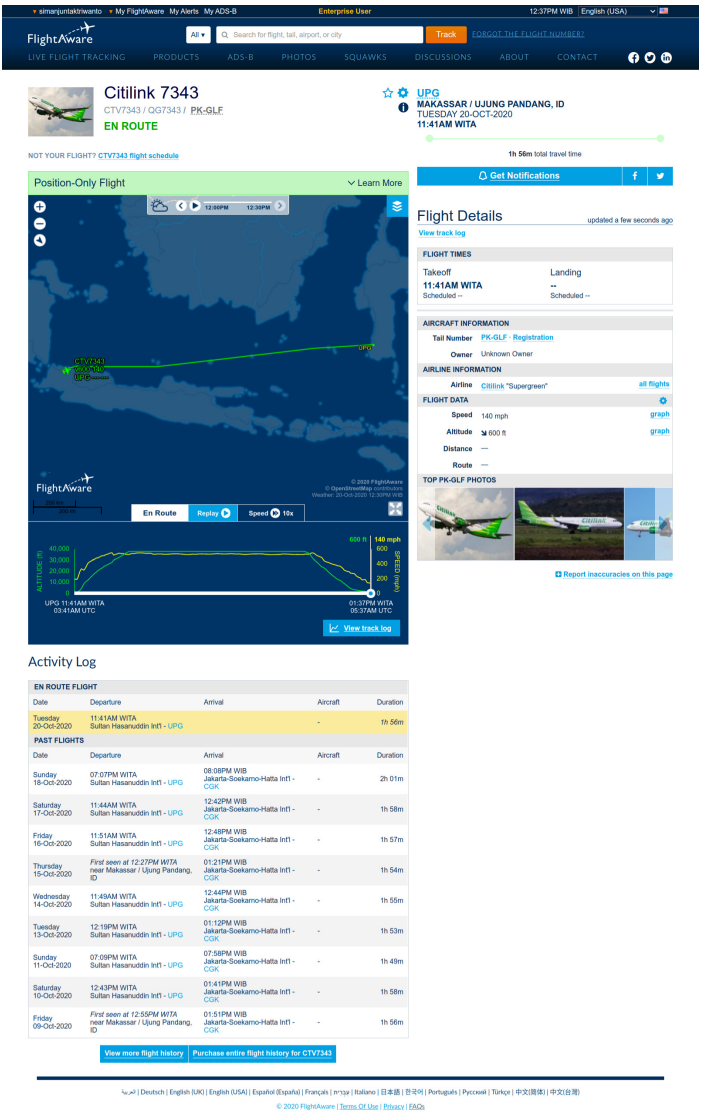 simanjuntaktriwanto My FlightAware My Alerts My ADS-B Enterprise User 12:37PM WIB English (USA)
FlightAware All Search for flight, tail, airport, or city Track FORGOT THE FLIGHT NUMBER?
LIVE FLIGHT TRACKING PRODUCTS ADS-B PHOTOS SQUAWKS DISCUSSIONS ABOUT CONTACT
Citilink 7343
CTV7343 / QG7343 / PK-GLF
EN ROUTE
UPG
MAKASSAR / UJUNG PANDANG, ID
TUESDAY 20-OCT-2020
11:41AM WITA
1h 56m total travel time
NOT YOUR FLIGHT? CTV7343 flight schedule
Get Notifications
Position-Only Flight Learn More
12:00PM 12:30PM
CTV7343
UPG
FlightAware
© 2020 FlightAware
© OpenStreetMap contributors
Weather: 20-Oct-2020 12:30PM WIB
En Route Replay Speed 10x
600 ft 140 mph
ALTITUDE (ft)
40,000
30,000
20,000
10,000
0
SPEED (mph)
600
400
200
0
UPG 11:41AM WITA 01:37PM WITA
03:41AM UTC 05:37AM UTC
View track log
Flight Details updated a few seconds ago
View track log
FLIGHT TIMES
Takeoff Landing
11:41AM WITA --
Scheduled -- Scheduled --
AIRCRAFT INFORMATION
Tail Number PK-GLF · Registration
Owner Unknown Owner
AIRLINE INFORMATION
Airline Citilink "Supergreen" all flights
FLIGHT DATA
Speed 140 mph graph
Altitude 600 ft graph
Distance —
Route —
TOP PK-GLF PHOTOS
Report inaccuracies on this page
Activity Log
EN ROUTE FLIGHT
Date Departure Arrival Aircraft Duration
Tuesday 11:41AM WITA - 1h 56m
20-Oct-2020 Sultan Hasanuddin Int'l - UPG
PAST FLIGHTS
Date Departure Arrival Aircraft Duration
Sunday 07:07PM WITA 08:08PM WIB - 2h 01m
18-Oct-2020 Sultan Hasanuddin Int'l - UPG Jakarta-Soekarno-Hatta Int'l - CGK
Saturday 11:44AM WITA 12:42PM WIB - 1h 58m
17-Oct-2020 Sultan Hasanuddin Int'l - UPG Jakarta-Soekarno-Hatta Int'l - CGK
Friday 11:51AM WITA 12:48PM WIB - 1h 57m
16-Oct-2020 Sultan Hasanuddin Int'l - UPG Jakarta-Soekarno-Hatta Int'l - CGK
Thursday First seen at 12:27PM WITA 01:21PM WIB - 1h 54m
15-Oct-2020 near Makassar / Ujung Pandang, ID Jakarta-Soekarno-Hatta Int'l - CGK
Wednesday 11:49AM WITA 12:44PM WIB - 1h 55m
14-Oct-2020 Sultan Hasanuddin Int'l - UPG Jakarta-Soekarno-Hatta Int'l - CGK
Tuesday 12:19PM WITA 01:12PM WIB - 1h 53m
13-Oct-2020 Sultan Hasanuddin Int'l - UPG Jakarta-Soekarno-Hatta Int'l - CGK
Sunday 07:09PM WITA 07:58PM WIB - 1h 49m
11-Oct-2020 Sultan Hasanuddin Int'l - UPG Jakarta-Soekarno-Hatta Int'l - CGK
Saturday 12:43PM WITA 01:41PM WIB - 1h 58m
10-Oct-2020 Sultan Hasanuddin Int'l - UPG Jakarta-Soekarno-Hatta Int'l - CGK
Friday First seen at 12:55PM WITA 01:51PM WIB - 1h 56m
09-Oct-2020 near Makassar / Ujung Pandang, ID Jakarta-Soekarno-Hatta Int'l - CGK
View more flight history Purchase entire flight history for CTV7343
العربية | Deutsch | English (UK) | English (USA) | Español (España) | Français | עברית | Italiano | 日本語 | 한국어 | Português | Русский | Türkçe | 中文(简体) | 中文(台灣)
© 2020 FlightAware | Terms Of Use | Privacy | FAQs